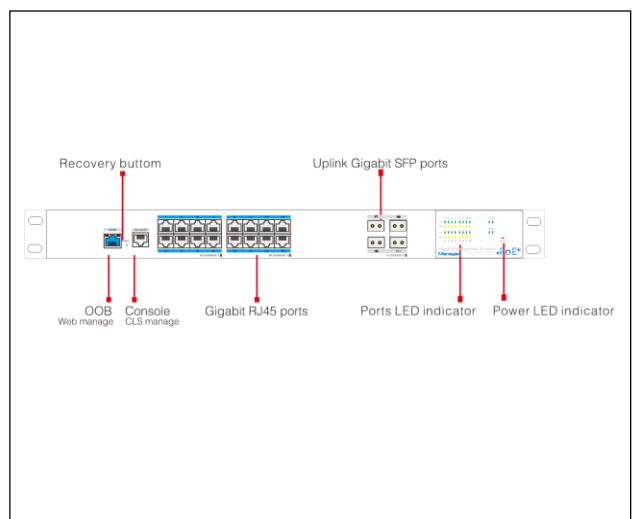 Recovery buttom
Uplink Gigabit SFP ports
Manager
PoE+
OOB
Web manage
Console
CLS manage
Gigabit RJ45 ports
Ports LED indicator
Power LED indicator